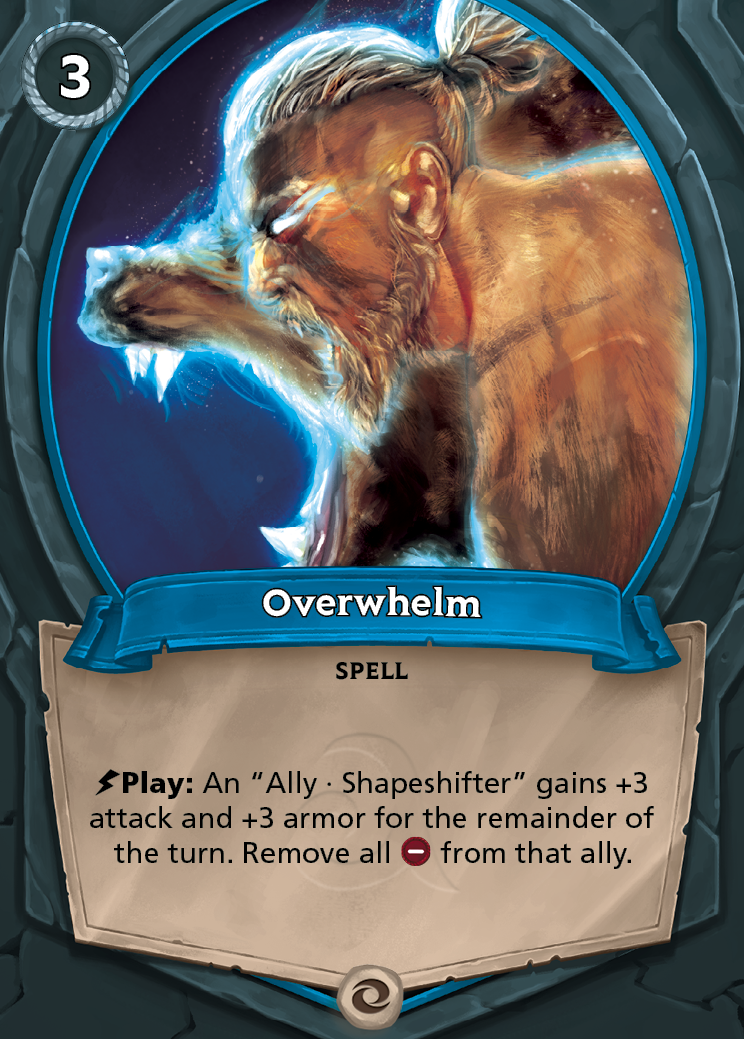 3
Overwhelm
SPELL
Play: An “Ally · Shapeshifter” gains +3
attack and +3 armor for the remainder of
the turn. Remove all from that ally.